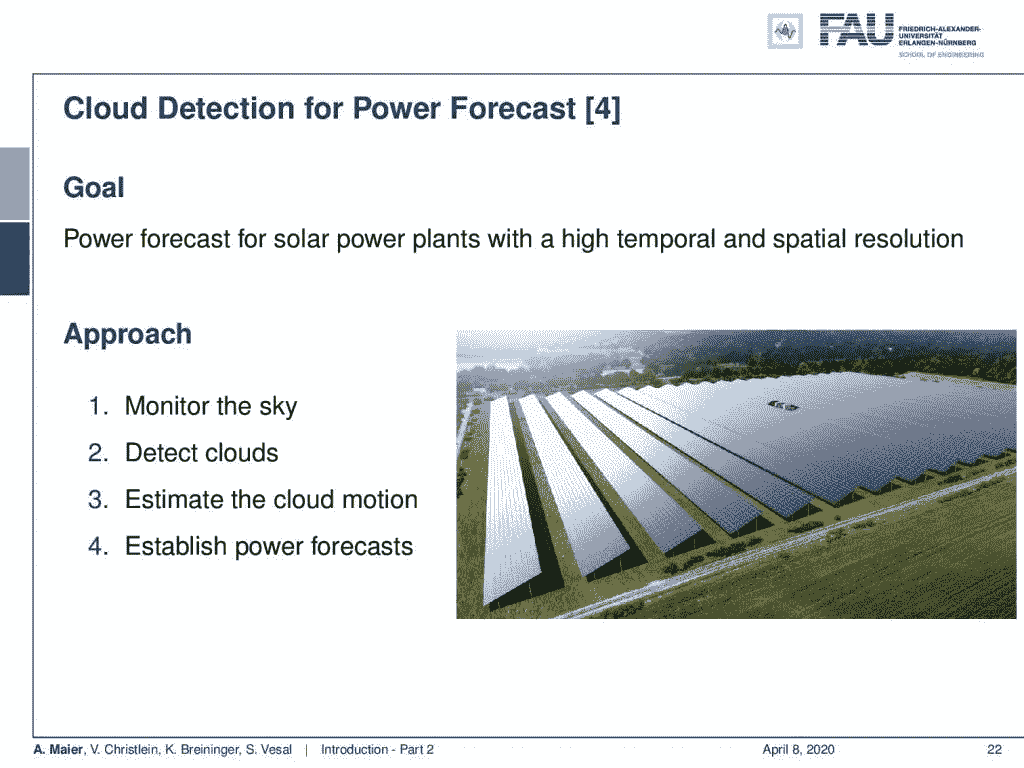 FAU
FRIEDRICH-ALEXANDER-
UNIVERSITÄT
ERLANGEN-NÜRNBERG
SCHOOL OF ENGINEERING
Cloud Detection for Power Forecast [4]
Goal
Power forecast for solar power plants with a high temporal and spatial resolution
Approach
1. Monitor the sky
2. Detect clouds
3. Estimate the cloud motion
4. Establish power forecasts
A. Maier, V. Christlein, K. Breininger, S. Vesal | Introduction - Part 2 April 8, 2020 22